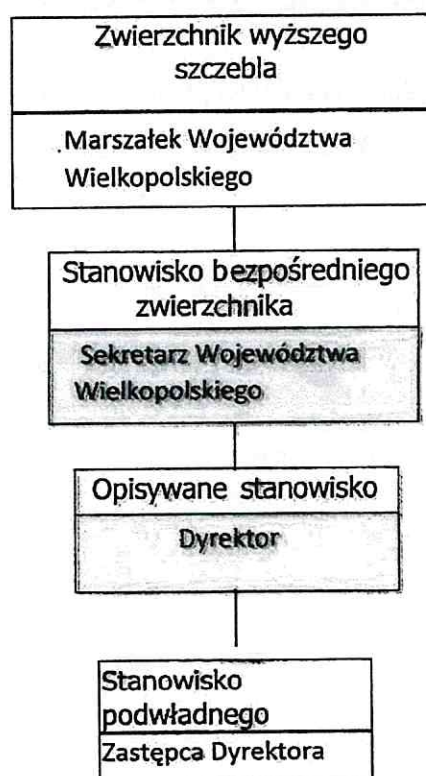 Zwierzchnik wyższego
szczebla
Marszałek Województwa
Wielkopolskiego
Stanowisko bezpośredniego
zwierzchnika
Sekretarz Województwa
Wielkopolskiego
Opisywane stanowisko
Dyrektor
Stanowisko
podwładnego
Zastępca Dyrektora